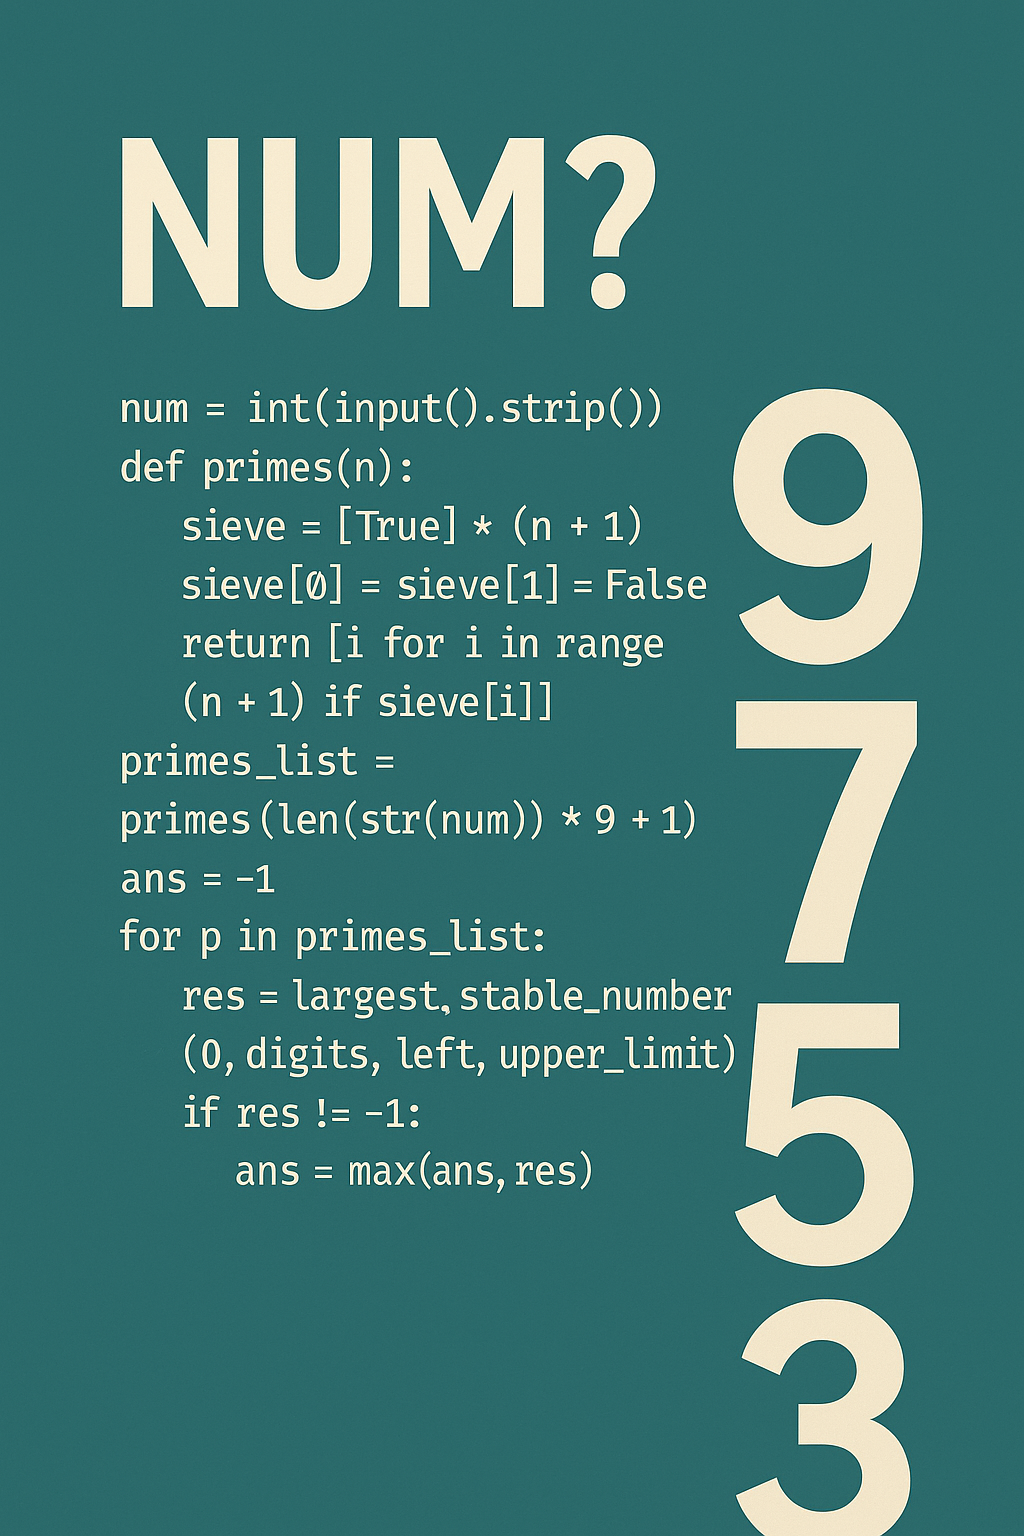 NUM?
num = int(input().strip())
def primes(n):
sieve = [True] * (n + 1)
sieve[0] = sieve[1] = False
return [i for i in range
(n + 1) if sieve[i]]
primes_list =
primes(len(str(num)) * 9 + 1)
ans = -1
for p in primes_list:
res = largest, stable_number
(0, digits, left, upper_limit)
if res != -1:
ans = max(ans, res)
9
7
5
3